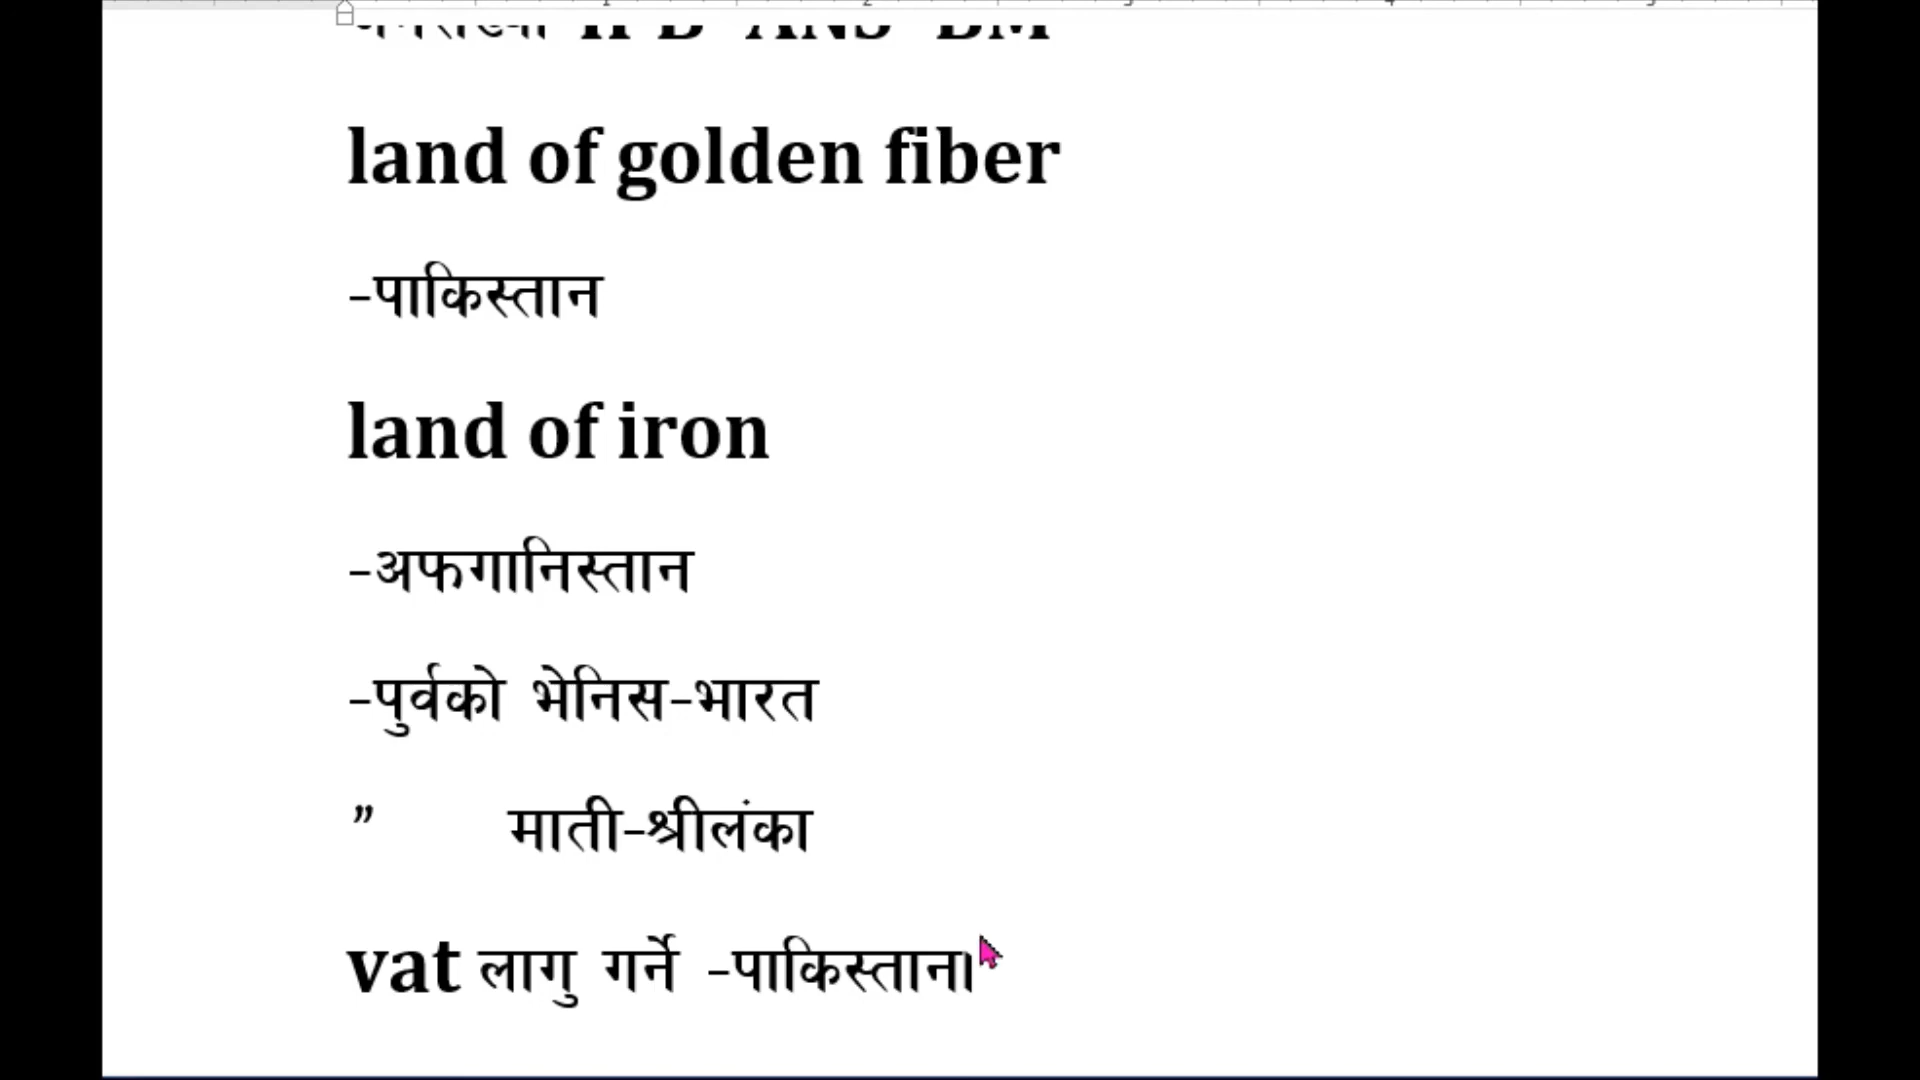 land of golden fiber
-पाकिस्तान
land of iron
-अफगानिस्तान
-पुर्वको भेनिस-भारत
” माती-श्रीलंका
vat लागु गर्ने -पाकिस्तान।